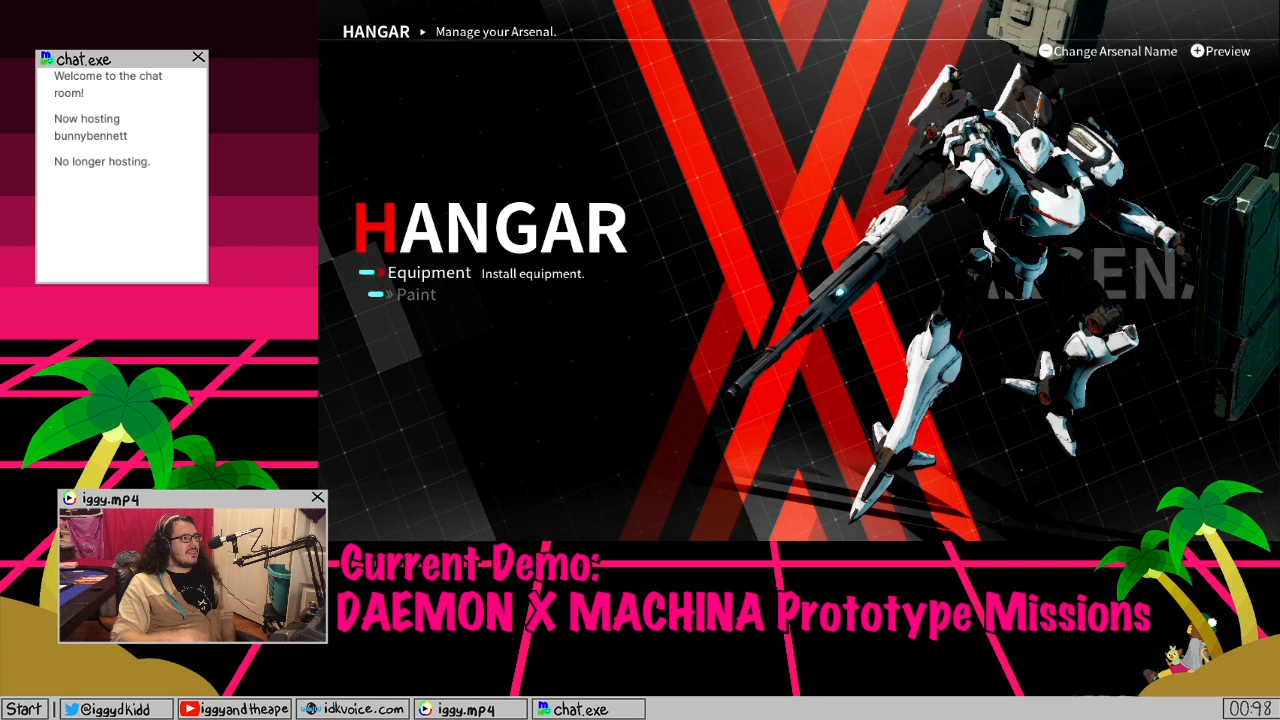 HANGAR ▸ Manage your Arsenal.
Change Arsenal Name
Preview
chat.exe
Welcome to the chat
room!
Now hosting
bunnybennett
No longer hosting.
HANGAR
Equipment Install equipment.
Paint
iggy.mp4
Current Demo:
DAEMON X MACHINA Prototype Missions
Start | @iggydkidd iggyandtheape idkvoice.com iggy.mp4 chat.exe 00:98